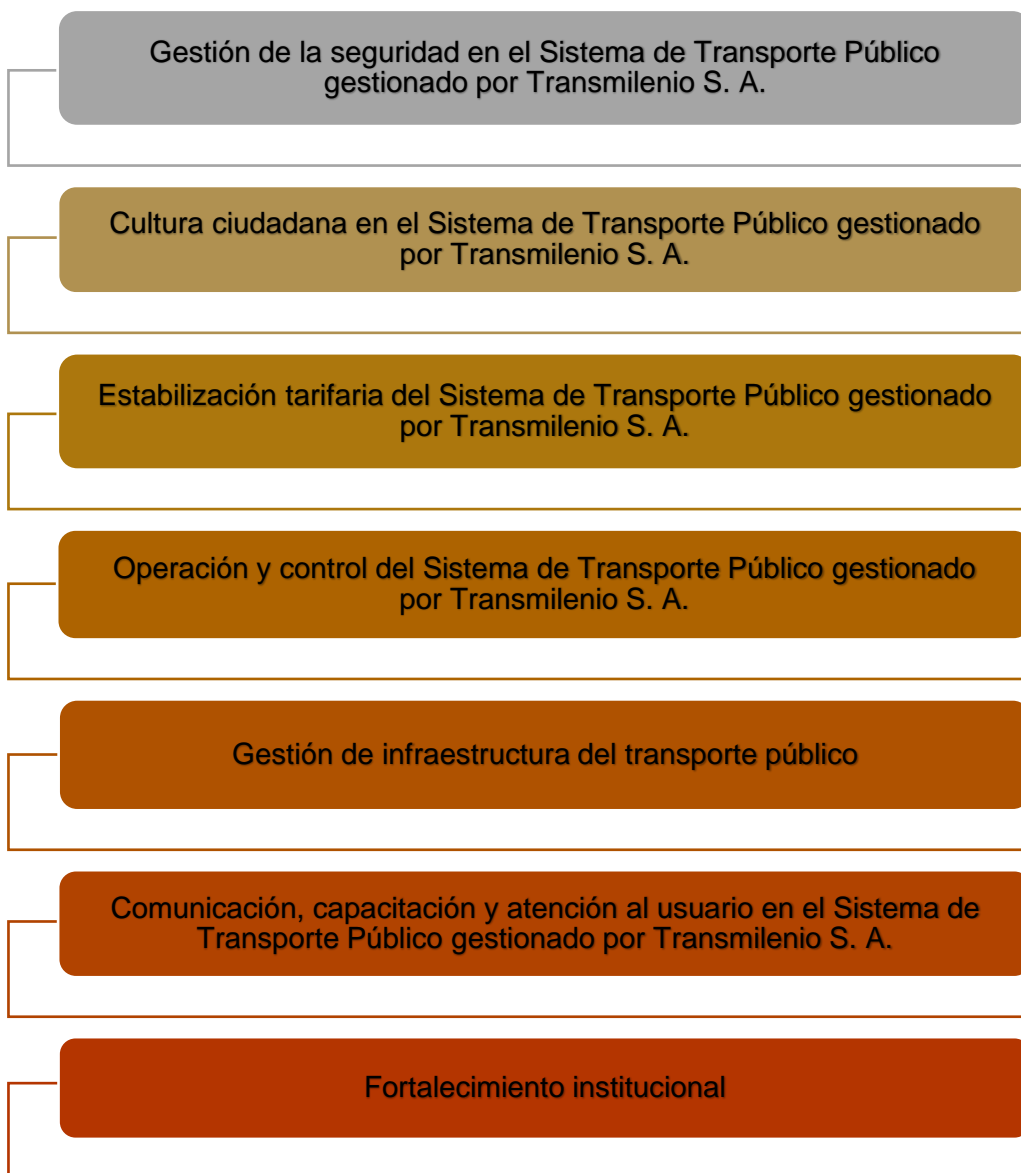 Gestión de la seguridad en el Sistema de Transporte Público
gestionado por Transmilenio S. A.
Cultura ciudadana en el Sistema de Transporte Público gestionado
por Transmilenio S. A.
Estabilización tarifaria del Sistema de Transporte Público gestionado
por Transmilenio S. A.
Operación y control del Sistema de Transporte Público gestionado
por Transmilenio S. A.
Gestión de infraestructura del transporte público
Comunicación, capacitación y atención al usuario en el Sistema de
Transporte Público gestionado por Transmilenio S. A.
Fortalecimiento institucional